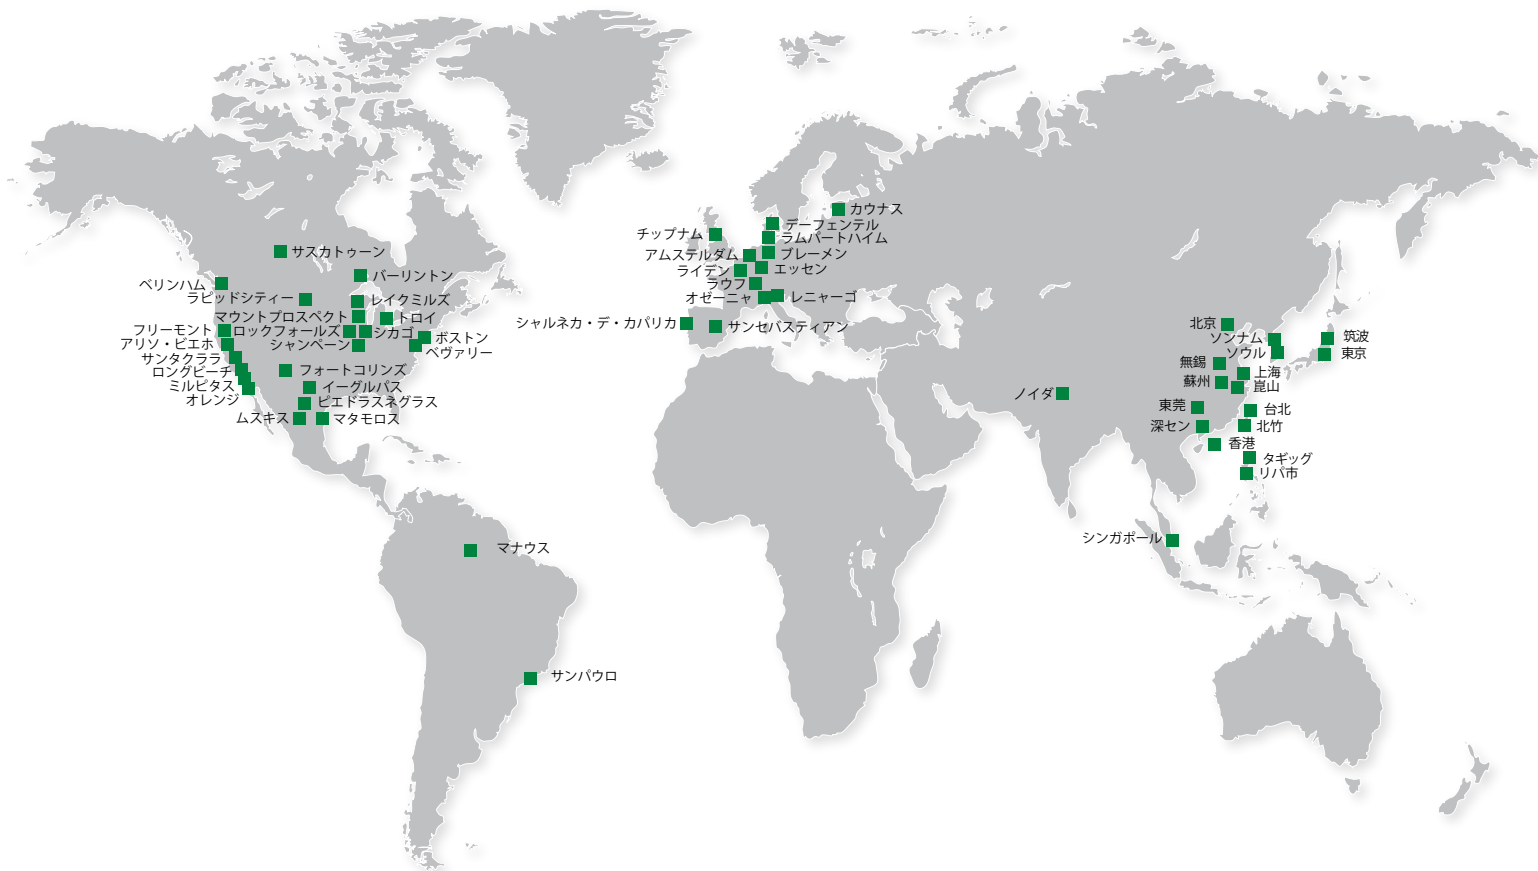 サスカトゥーン
バーリントン
ベリンハム
ラピッドシティー
レイクミルズ
マウントプロスペクト
トロイ
フリーモント
ロックフォールズ
シカゴ
ボストン
アリソ・ビエホ
シャンペーン
ベヴァリー
サンタクララ
ロングビーチ
フォートコリンズ
ミルピタス
イーグルパス
オレンジ
ピエドラスネグラス
ムスキス
マタモロス
マナウス
サンパウロ
カウナス
デーフェンテル
チップナム
ラムパートハイム
アムステルダム
ブレーメン
ライデン
エッセン
ラウフ
オゼーニャ
レニャーゴ
シャルネカ・デ・カパリカ
サンセバスティアン
ノイダ
北京
ソンナム
筑波
ソウル
東京
無錫
上海
蘇州
崑山
東莞
台北
深セン
北竹
香港
タギッグ
リパ市
シンガポール